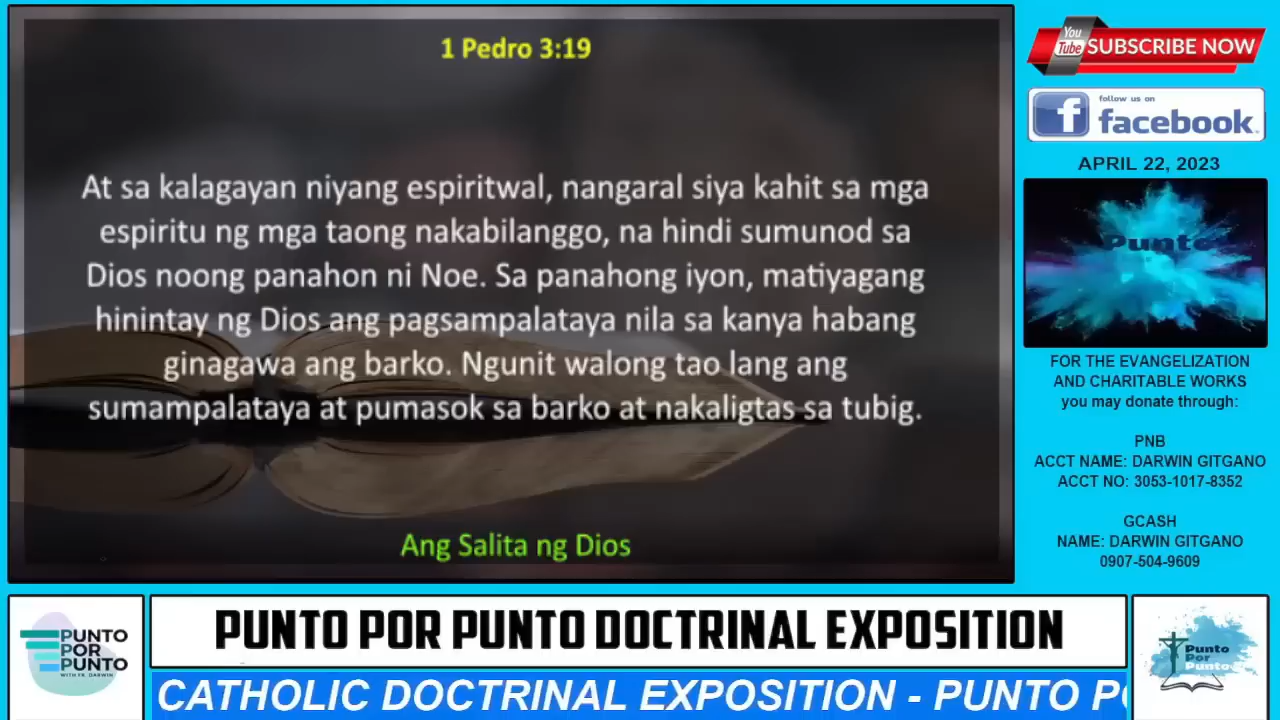 1 Pedro 3:19
At sa kalagayan niyang espiritwal, nangaral siya kahit sa mga
espiritu ng mga taong nakabilanggo, na hindi sumunod sa
Dios noong panahon ni Noe. Sa panahong iyon, matiyagang
hinintay ng Dios ang pagsampalataya nila sa kanya habang
ginagawa ang barko. Ngunit walong tao lang ang
sumampalataya at pumasok sa barko at nakaligtas sa tubig.
Ang Salita ng Dios
You
Tube
SUBSCRIBE NOW
follow us on
facebook.
APRIL 22, 2023
Punto
FOR THE EVANGELIZATION
AND CHARITABLE WORKS
you may donate through:
PNB
ACCT NAME: DARWIN GITGANO
ACCT NO: 3053-1017-8352
GCASH
NAME: DARWIN GITGANO
0907-504-9609
PUNTO
POR
PUNTO
WITH FR. DARWIN
PUNTO POR PUNTO DOCTRINAL EXPOSITION
CATHOLIC DOCTRINAL EXPOSITION - PUNTO P
Punto
Por
Punto